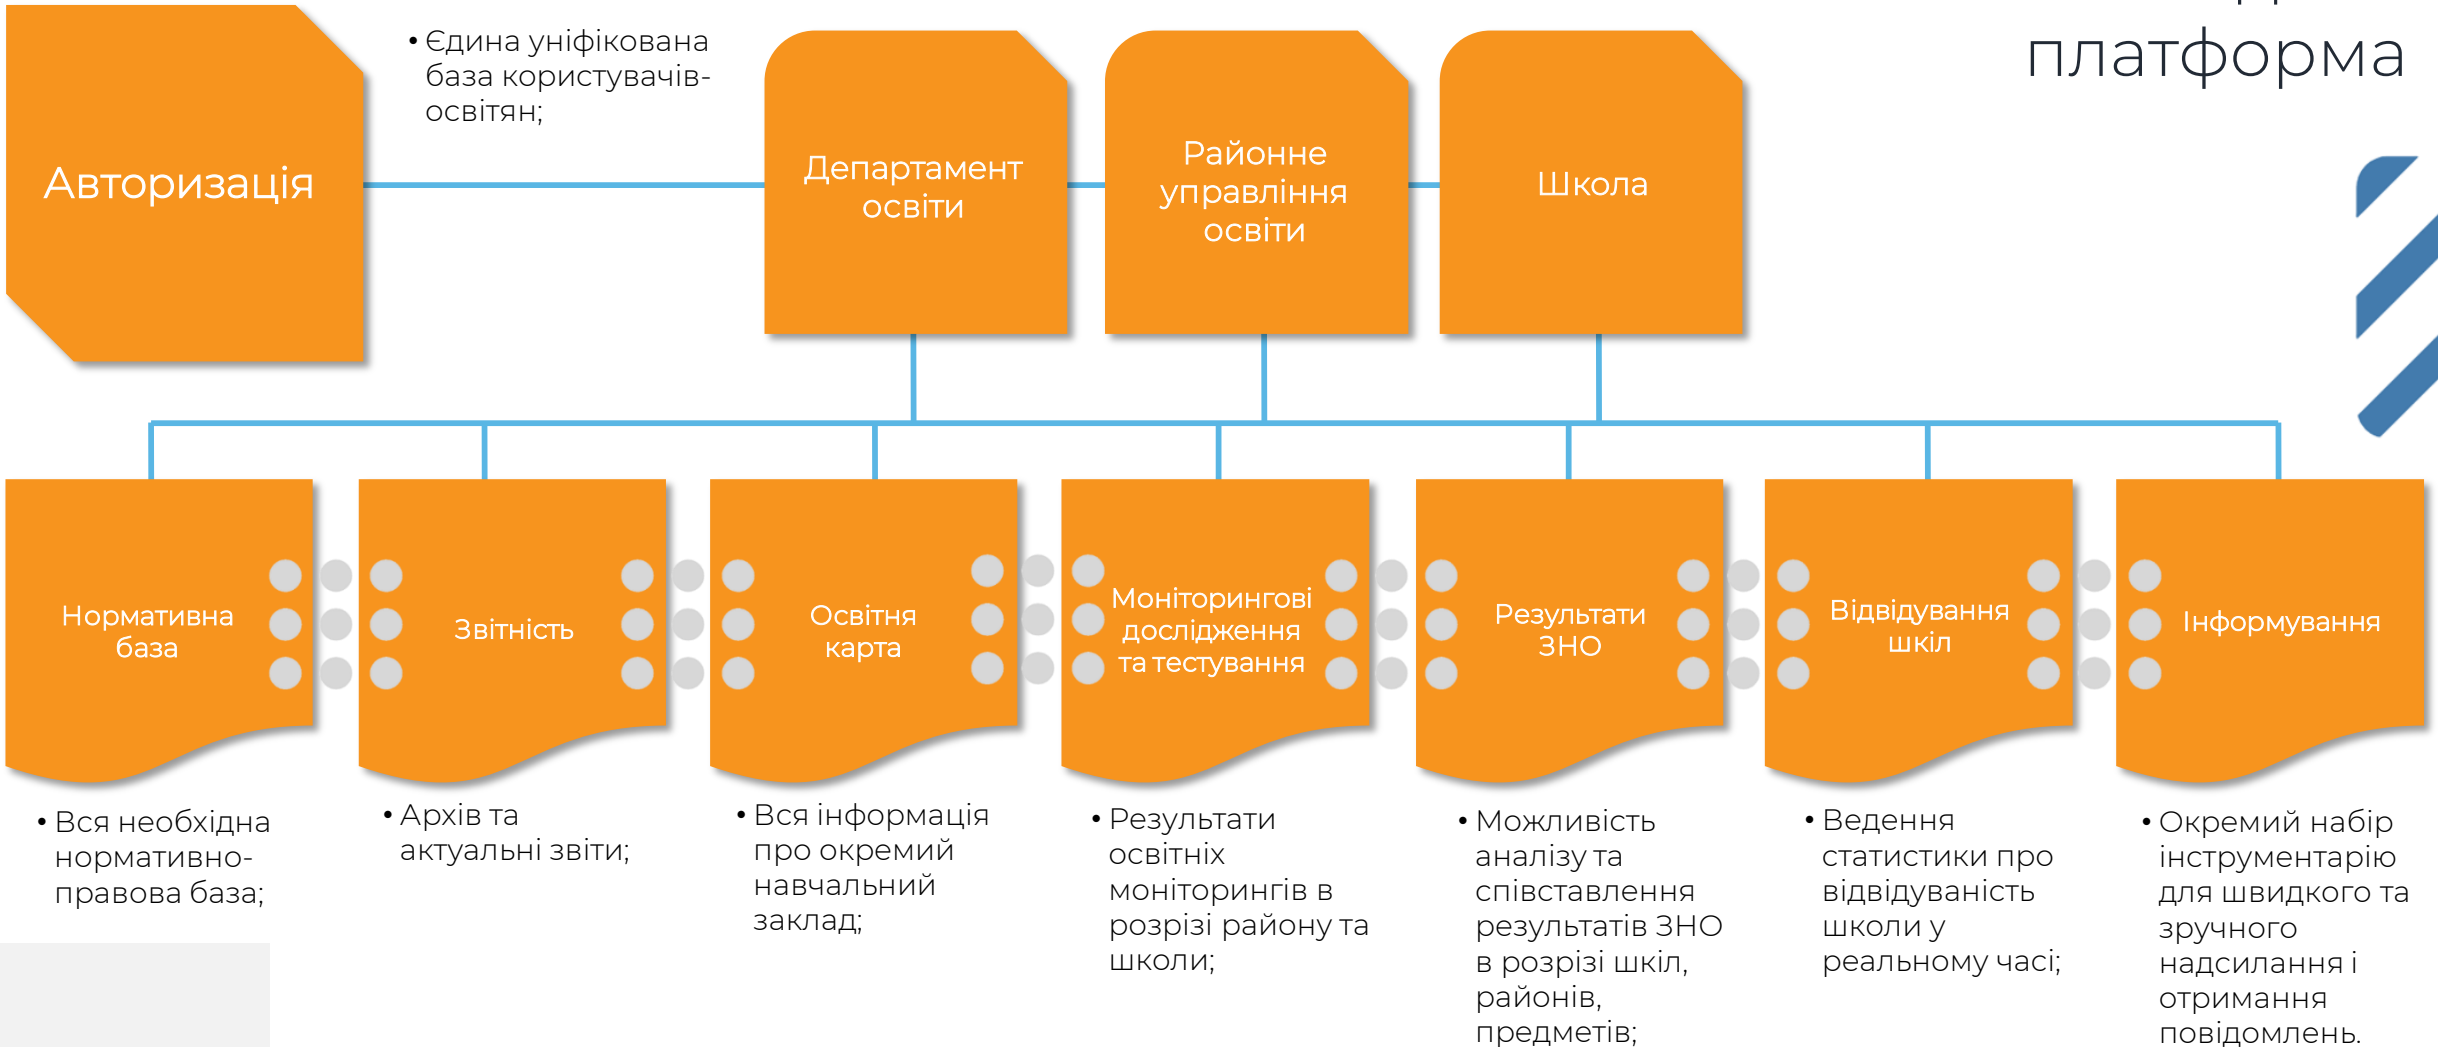 платформа
Авторизація
• Єдина уніфікована
база користувачів-
освітян;
Департамент
освіти
Районне
управління
освіти
Школа
Нормативна
база
Звітність
Освітня
карта
Моніторингові
дослідження
та тестування
Результати
ЗНО
Відвідування
шкіл
Інформування
• Вся необхідна
нормативно-
правова база;
• Архів та
актуальні звіти;
• Вся інформація
про окремий
навчальний
заклад;
• Результати
освітніх
моніторингів в
розрізі району та
школи;
• Можливість
аналізу та
співставлення
результатів ЗНО
в розрізі шкіл,
районів,
предметів;
• Ведення
статистики про
відвідуваність
школи у
реальному часі;
• Окремий набір
інструментарію
для швидкого та
зручного
надсилання і
отримання
повідомлень.